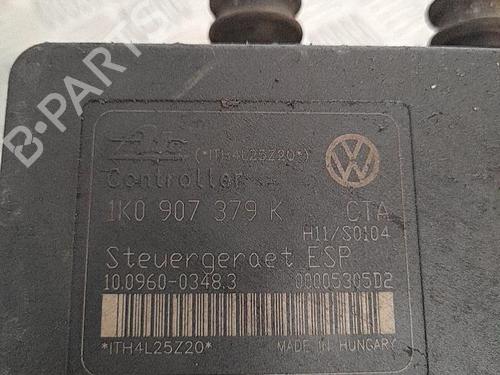 (*ITH4L25Z20*)
Controller
1K0 907 379 K CTA
H11/S0104
Steuergeraet ESP
10.0960-0348.3 00005305D2
*ITH4L25Z20* MADE IN HUNGARY
B-PARTS